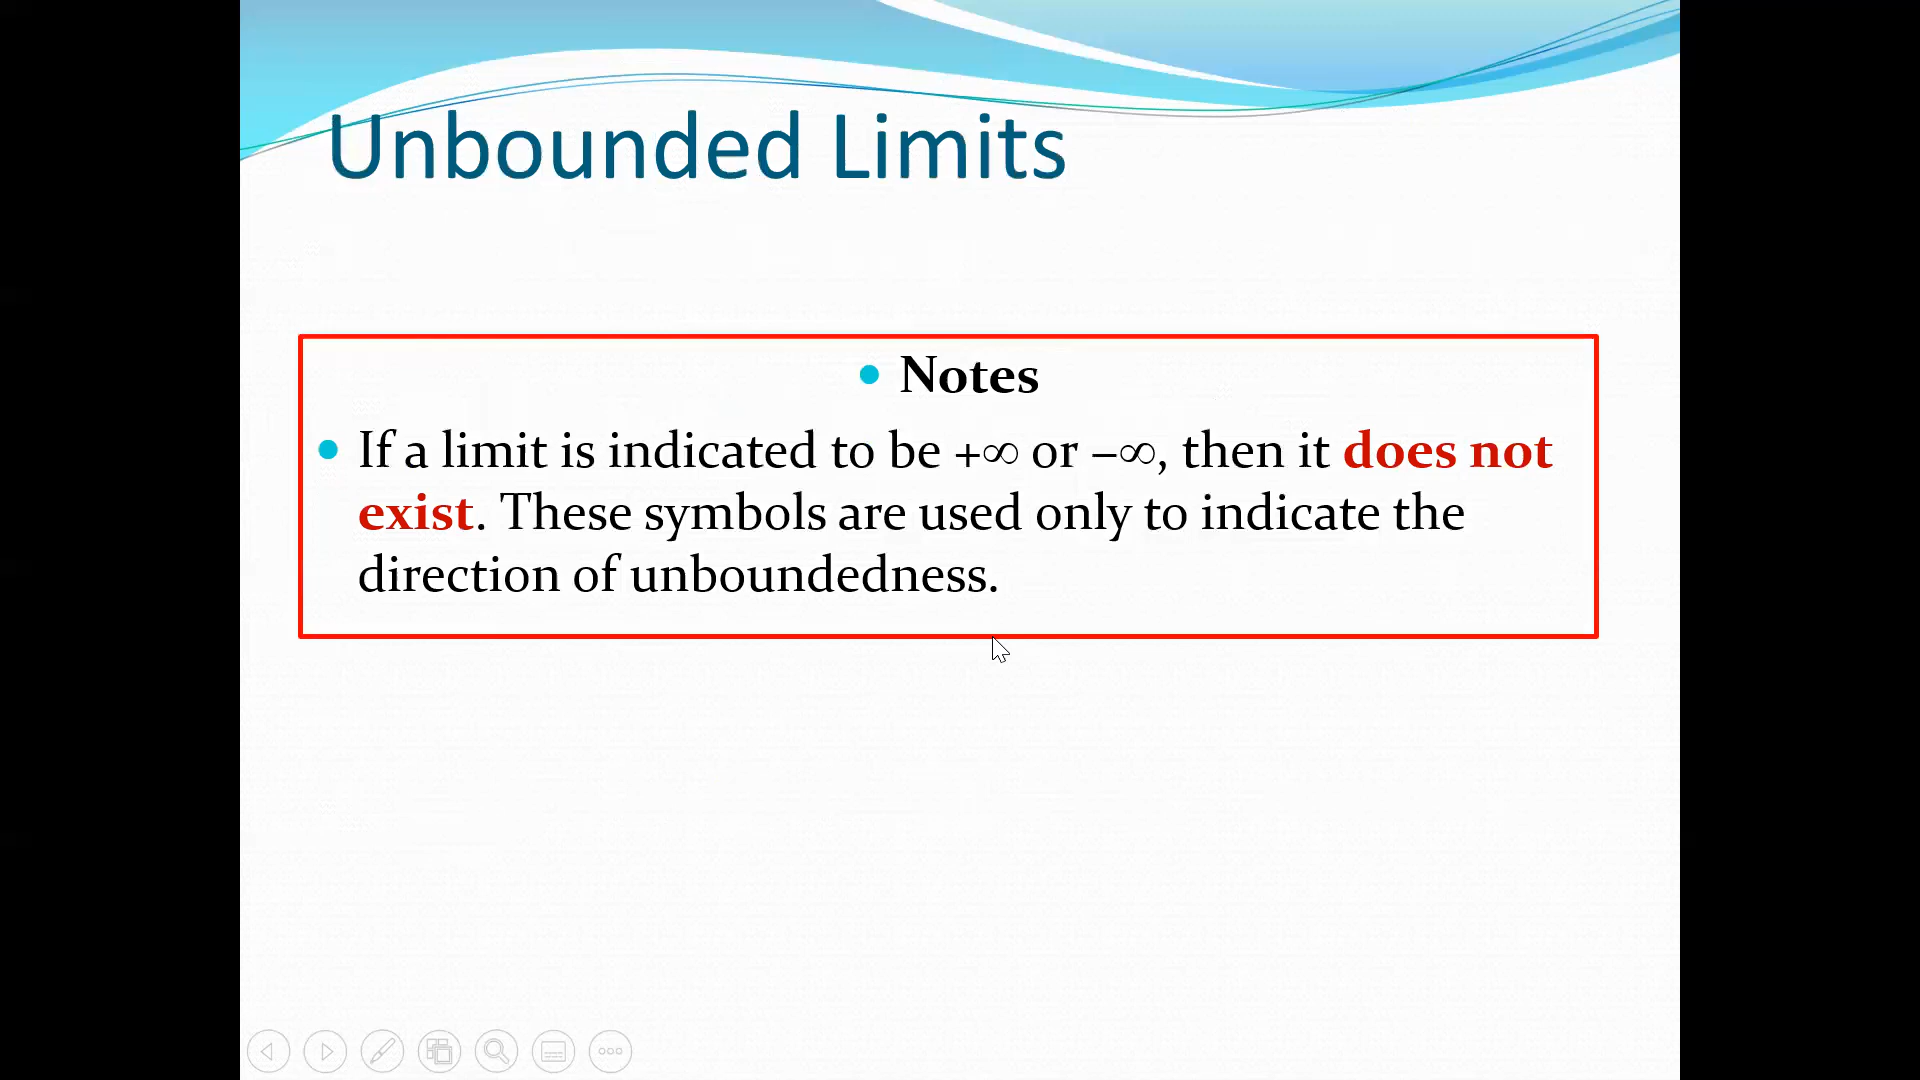 Unbounded Limits
• Notes
• If a limit is indicated to be +∞ or −∞, then it does not
exist. These symbols are used only to indicate the
direction of unboundedness.